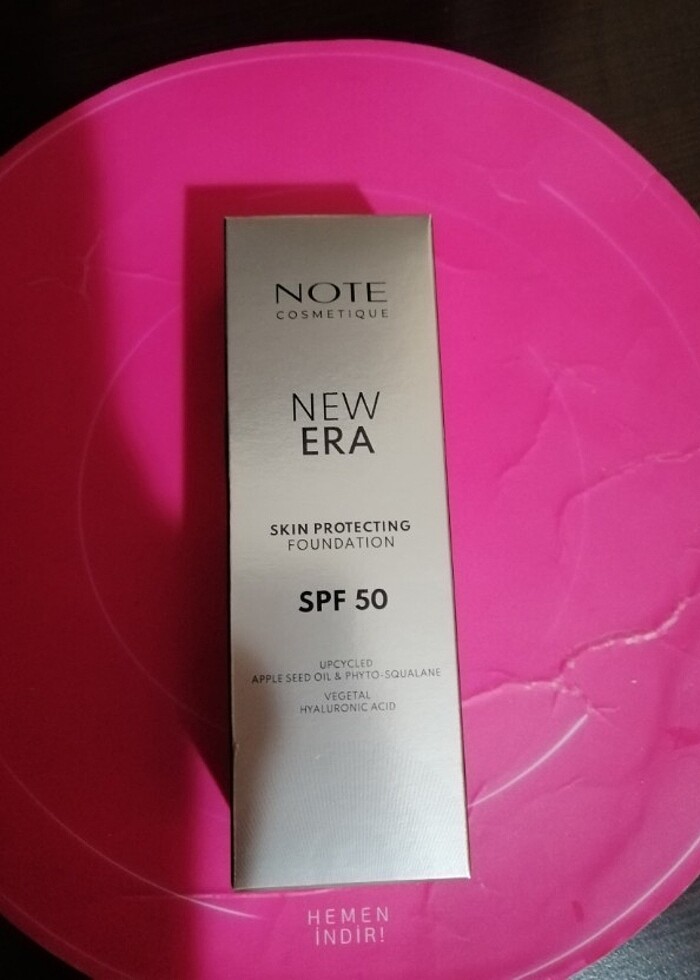 NOTE
COSMETIQUE
NEW
ERA
SKIN PROTECTING
FOUNDATION
SPF 50
UPCYCLED
APPLE SEED OIL & PHYTO-SQUALANE
VEGETAL
HYALURONIC ACID
HEMEN
İNDİR!